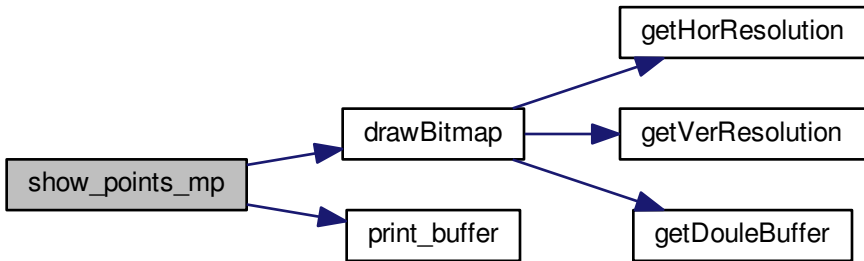 getHorResolution
drawBitmap
getVerResolution
show_points_mp
print_buffer
getDouleBuffer